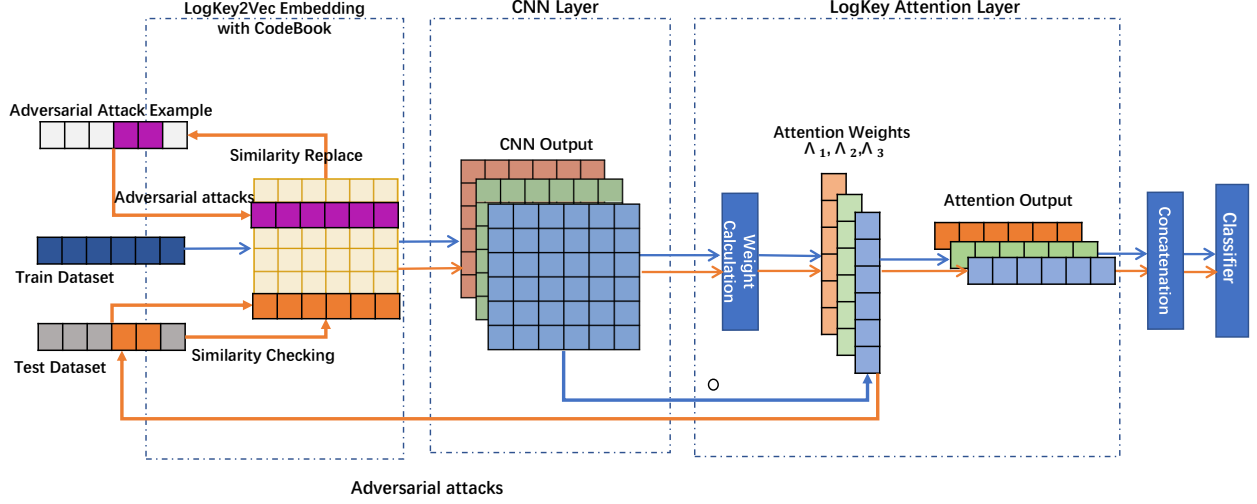 LogKey2Vec Embedding
with CodeBook
CNN Layer
LogKey Attention Layer
Adversarial Attack Example
Similarity Replace
Adversarial attacks
Train Dataset
Test Dataset
Similarity Checking
CNN Output
Weight
Calculation
Attention Weights
Λ 1, Λ 2,Λ 3
Attention Output
Concatenation
Classifier
O
Adversarial attacks